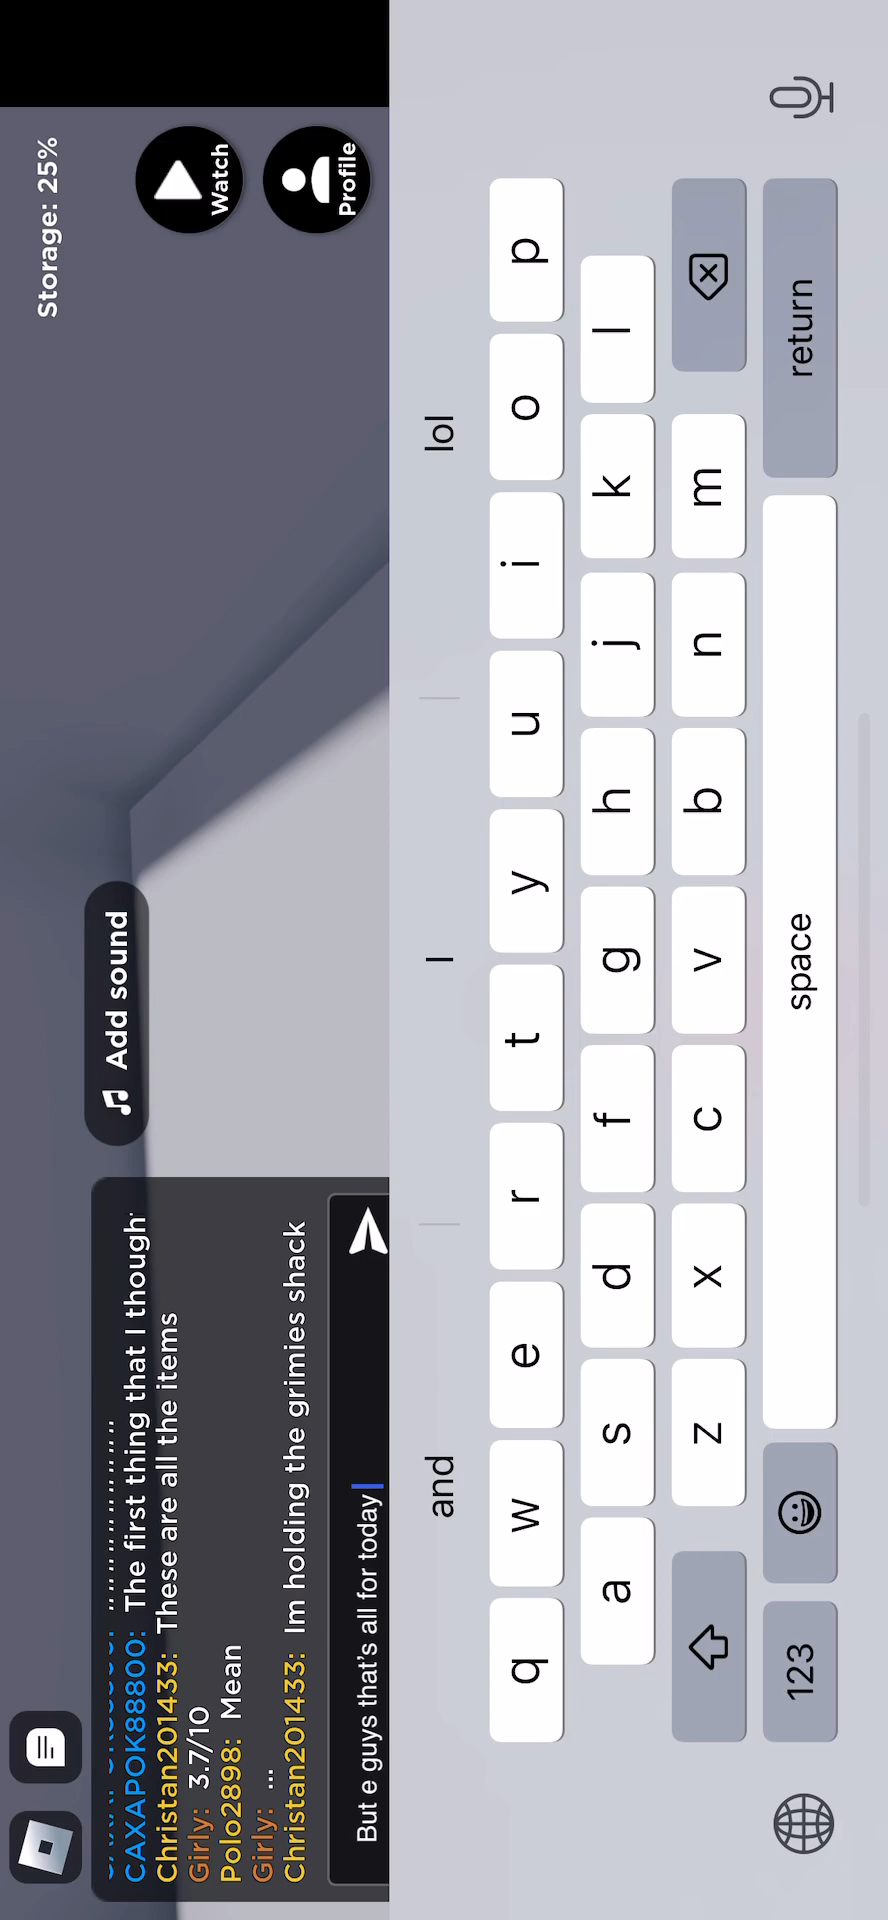 Storage: 25%
Watch
Profile
Add sound
CAXAPOK88800: The first thing that I though
Christan201433: These are all the items
Girly: 3.7/10
Polo2898: Mean
Girly: ...
Christan201433: Im holding the grimies shack
But e guys that's all for today
and
I
lol
q w e r t y u i o p
a s d f g h j k l
z x c v b n m
123
space
return